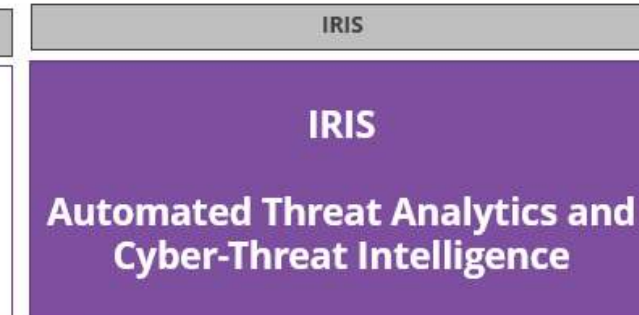 IRIS
IRIS
Automated Threat Analytics and
Cyber-Threat Intelligence